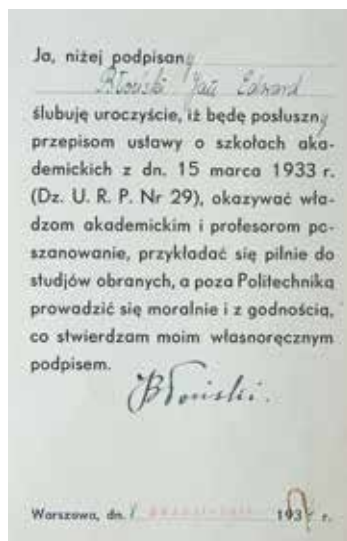 Ja, niżej podpisany
Błoński Jan Edward
ślubuję uroczyście, iż będę posłuszny
przepisom ustawy o szkołach aka-
demickich z dn. 15 marca 1933 r.
(Dz. U. R. P. Nr 29), okazywać wła-
dzom akademickim i profesorom po-
szanowanie, przykładać się pilnie do
studjów obranych, a poza Politechniką
prowadzić się moralnie i z godnością,
co stwierdzam moim własnoręcznym
podpisem.
JBłoński.
Warszawa, dn. 193 r.